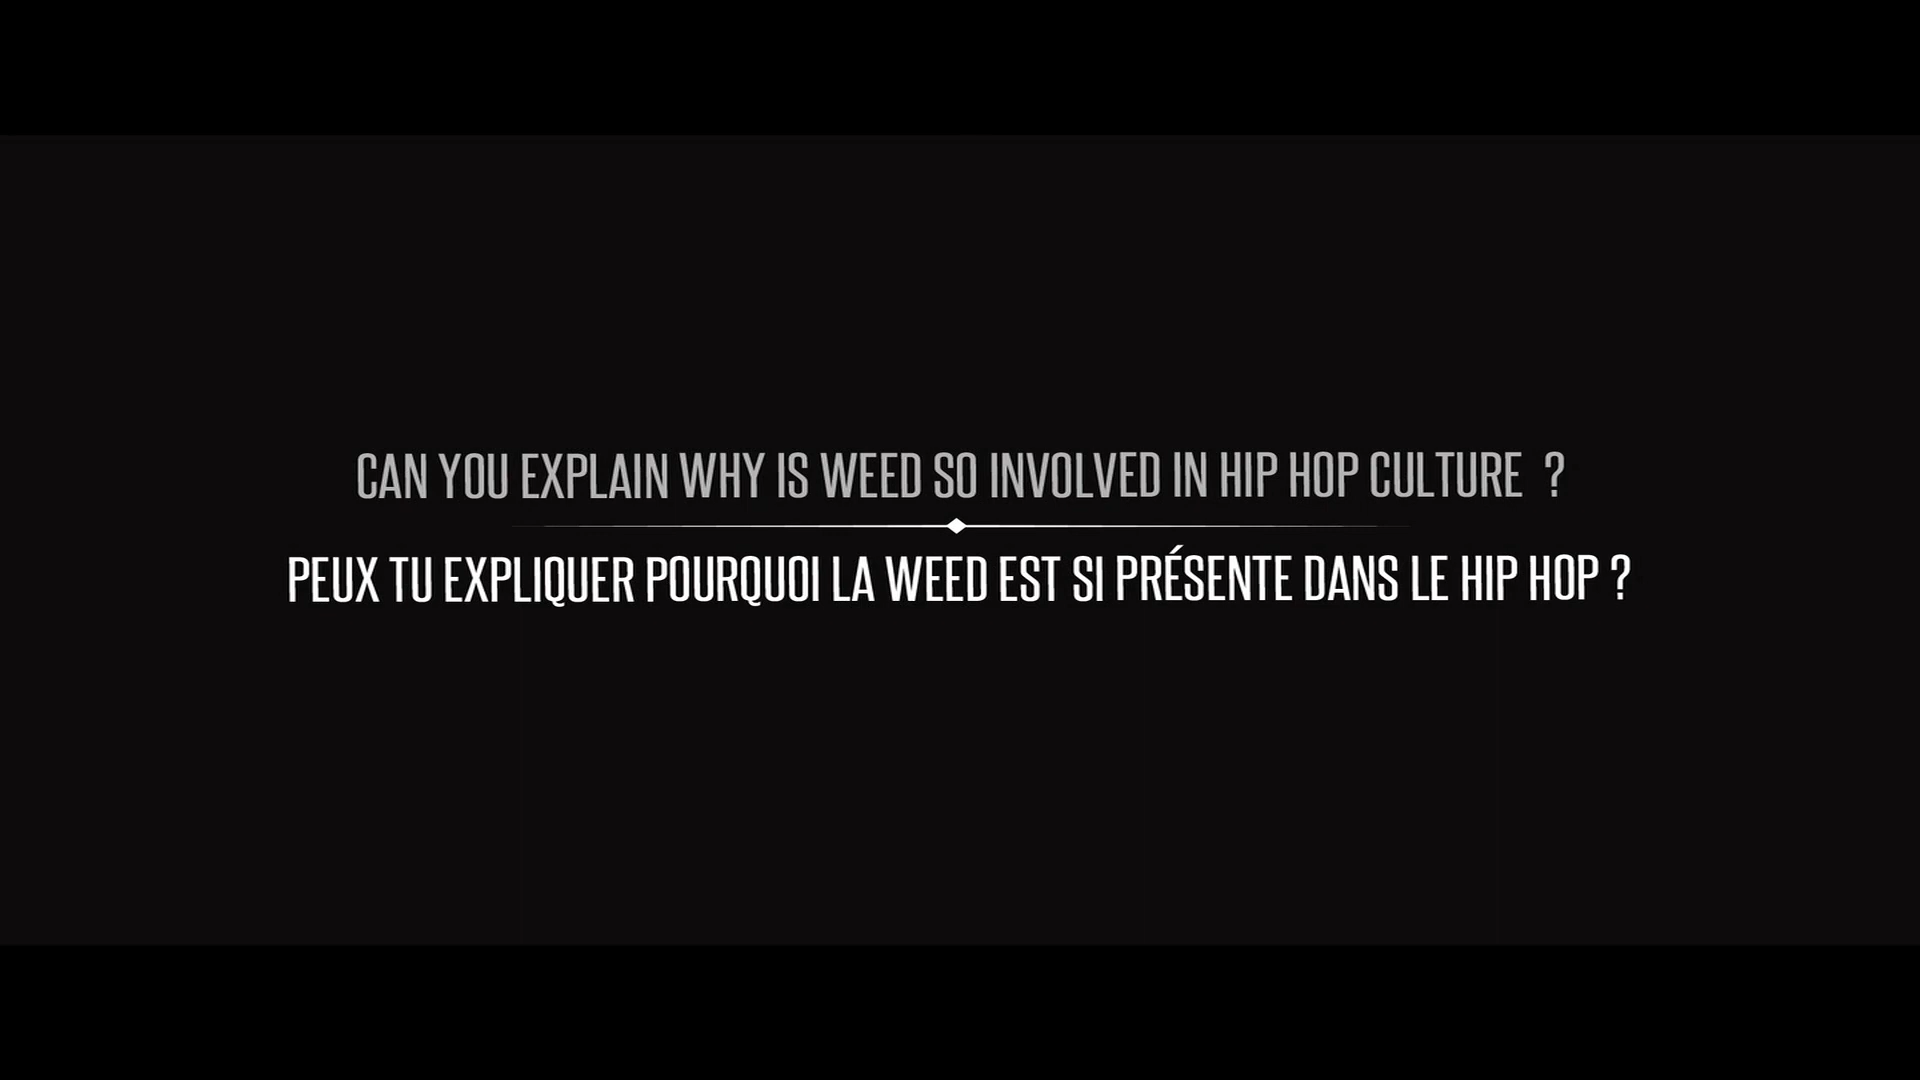 CAN YOU EXPLAIN WHY IS WEED SO INVOLVED IN HIP HOP CULTURE ?
PEUX TU EXPLIQUER POURQUOI LA WEED EST SI PRÉSENTE DANS LE HIP HOP ?